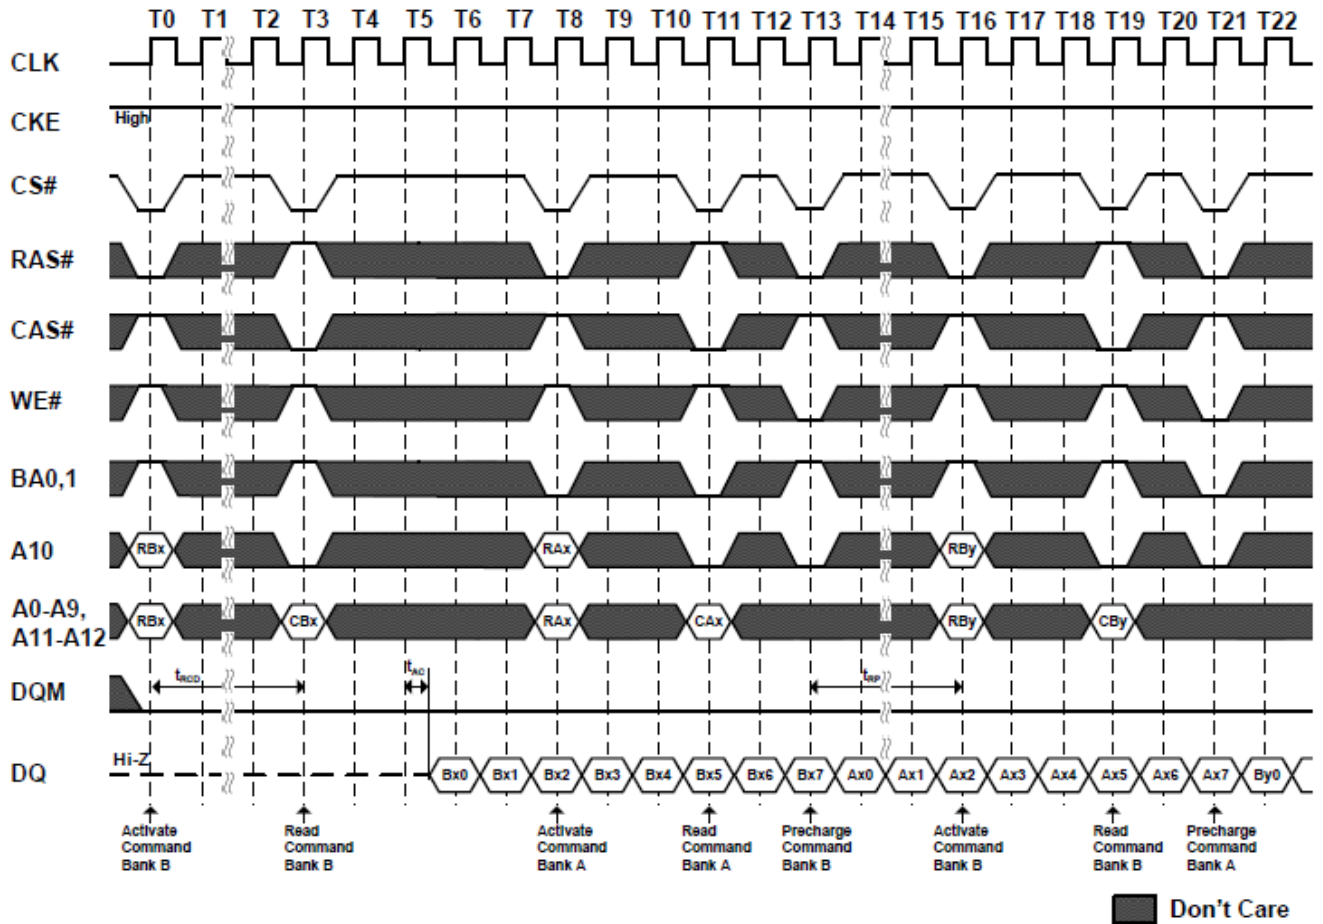 T0 T1 T2 T3 T4 T5 T6 T7 T8 T9 T10 T11 T12 T13 T14 T15 T16 T17 T18 T19 T20 T21 T22
CLK
CKE
High
CS#
RAS#
CAS#
WE#
BA0,1
A10
RBx RAx RBy
A0-A9,
A11-A12
RBx CBx RAx CAx RBy CBy
DQM
tRCD tAC tRP
DQ
Hi-Z
Bx0 Bx1 Bx2 Bx3 Bx4 Bx5 Bx6 Bx7 Ax0 Ax1 Ax2 Ax3 Ax4 Ax5 Ax6 Ax7 By0
Activate
Command
Bank B
Read
Command
Bank B
Activate
Command
Bank A
Read
Command
Bank A
Precharge
Command
Bank B
Activate
Command
Bank B
Read
Command
Bank B
Precharge
Command
Bank A
Don't Care